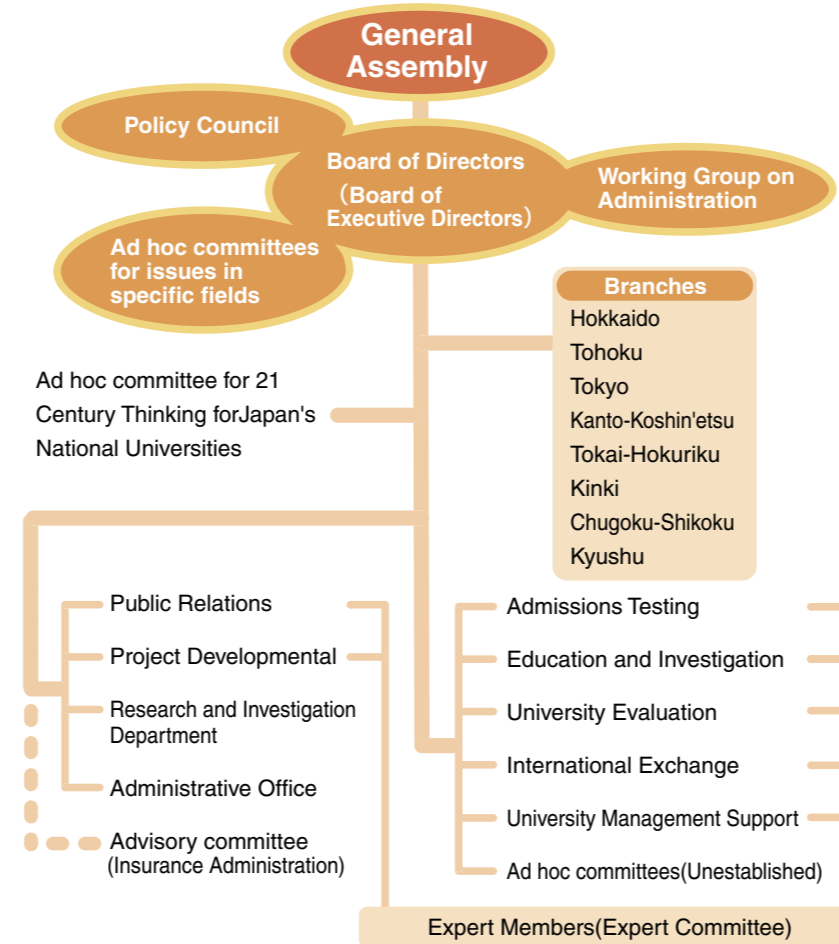 General
Assembly
Policy Council
Board of Directors
（Board of
Executive Directors）
Working Group on
Administration
Ad hoc committees
for issues in
specific fields
Branches
Hokkaido
Tohoku
Tokyo
Kanto-Koshin'etsu
Tokai-Hokuriku
Kinki
Chugoku-Shikoku
Kyushu
Ad hoc committee for 21
Century Thinking forJapan's
National Universities
Public Relations
Project Developmental
Research and Investigation
Department
Administrative Office
Advisory committee
(Insurance Administration)
Admissions Testing
Education and Investigation
University Evaluation
International Exchange
University Management Support
Ad hoc committees(Unestablished)
Expert Members(Expert Committee)